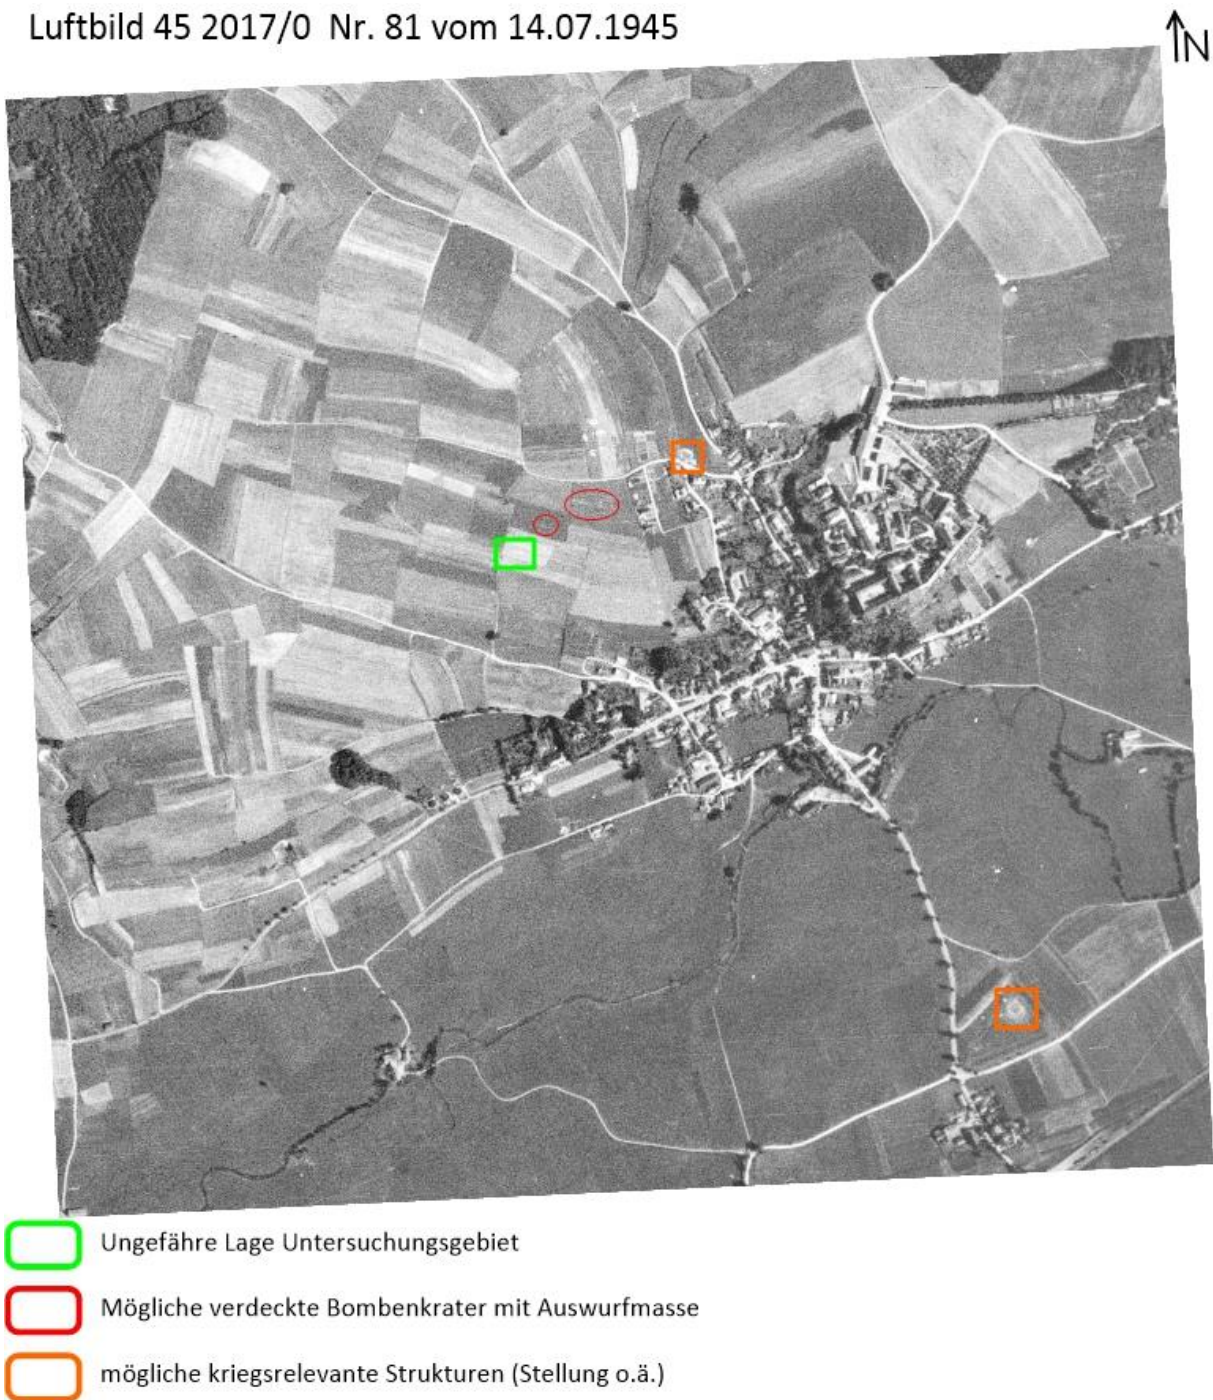 Luftbild 45 2017/0 Nr. 81 vom 14.07.1945
N
Ungefähre Lage Untersuchungsgebiet
Mögliche verdeckte Bombenkrater mit Auswurfmasse
mögliche kriegsrelevante Strukturen (Stellung o.ä.)